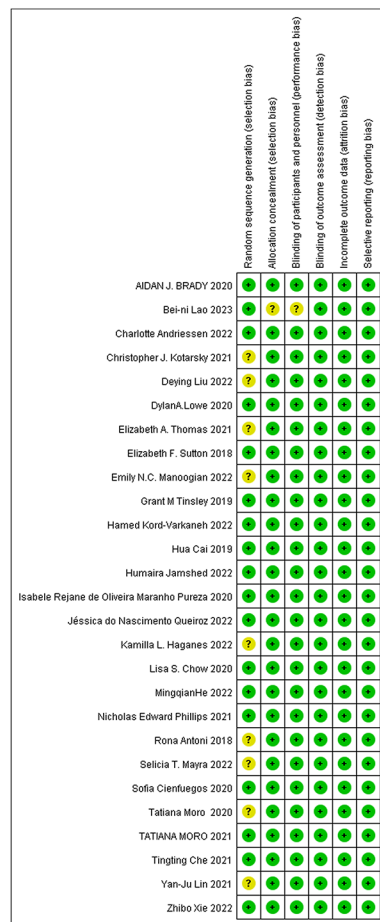 Random sequence generation (selection bias)
Allocation concealment (selection bias)
Blinding of participants and personnel (performance bias)
Blinding of outcome assessment (detection bias)
Incomplete outcome data (attrition bias)
Selective reporting (reporting bias)
AIDAN J. BRADY 2020 + + + + + +
Bei-ni Lao 2023 + ? ? + + +
Charlotte Andriessen 2022 + + + + + +
Christopher J. Kotarsky 2021 ? + + + + +
Deying Liu 2022 ? + + + + +
DylanA.Lowe 2020 + + + + + +
Elizabeth A. Thomas 2021 ? + + + + +
Elizabeth F. Sutton 2018 + + + + + +
Emily N.C. Manoogian 2022 ? + + + + +
Grant M Tinsley 2019 + + + + + +
Hamed Kord-Varkaneh 2022 + + + + + +
Hua Cai 2019 + + + + + +
Humaira Jamshed 2022 + + + + + +
Isabele Rejane de Oliveira Maranho Pureza 2020 + + + + + +
Jéssica do Nascimento Queiroz 2022 + + + + + +
Kamilla L. Haganes 2022 ? + + + + +
Lisa S. Chow 2020 + + + + + +
MingqianHe 2022 + + + + + +
Nicholas Edward Phillips 2021 + + + + + +
Rona Antoni 2018 ? + + + + +
Selicia T. Mayra 2022 ? + + + + +
Sofia Cienfuegos 2020 + + + + + +
Tatiana Moro 2020 ? + + + + +
TATIANA MORO 2021 + + + + + +
Tingting Che 2021 + + + + + +
Yan-Ju Lin 2021 ? + + + + +
Zhibo Xie 2022 + + + + + +